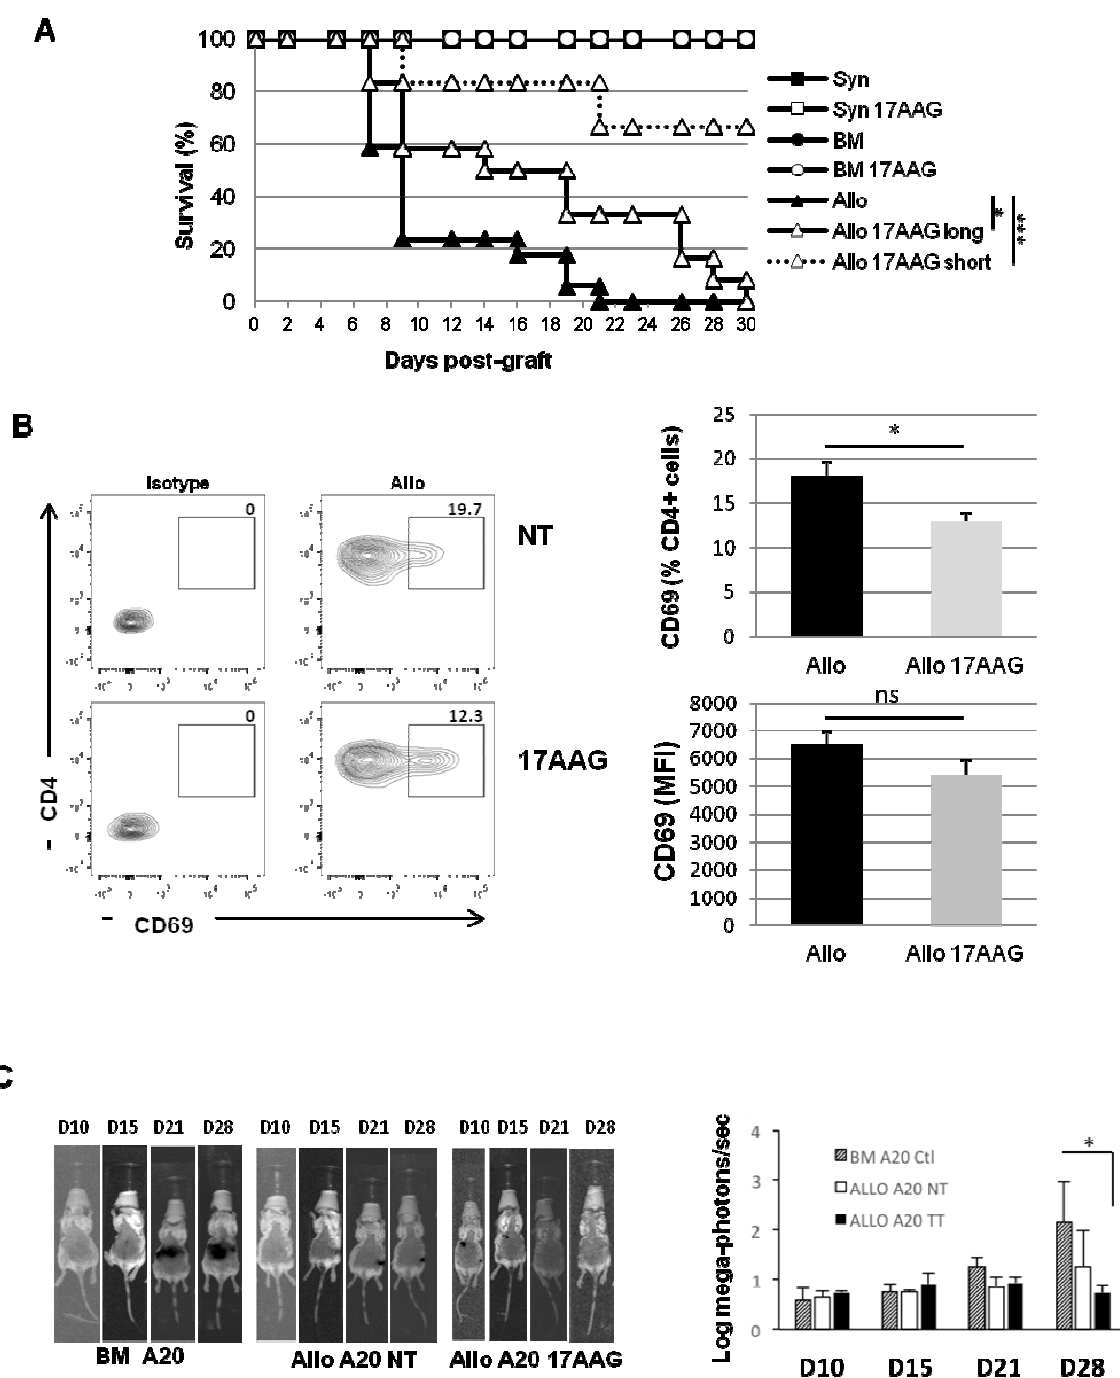 A
Survival (%)
100
80
60
40
20
0
0 2 4 6 8 10 12 14 16 18 20 22 24 26 28 30
Days post-graft
Syn
Syn 17AAG
BM
BM 17AAG
Allo
Allo 17AAG long
Allo 17AAG short
*
***
B
Isotype
Allo
0
19.7
NT
0
12.3
17AAG
CD4
CD69
CD69 (% CD4+ cells)
25
20
15
10
5
0
*
Allo
Allo 17AAG
CD69 (MFI)
8000
7000
6000
5000
4000
3000
2000
1000
0
ns
Allo
Allo 17AAG
C
D10 D15 D21 D28
D10 D15 D21 D28
D10 D15 D21 D28
BM A20
Allo A20 NT
Allo A20 17AAG
Log mega-photons/sec
4
3
2
1
0
BM A20 Ctl
ALLO A20 NT
ALLO A20 TT
*
D10 D15 D21 D28